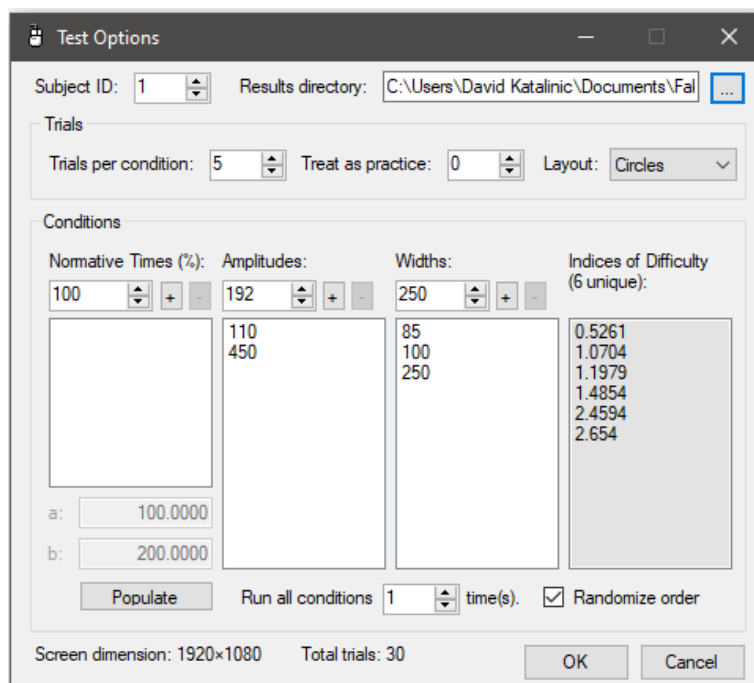 Test Options
Subject ID: 1 Results directory: C:\Users\David Katalinic\Documents\Fal ...
Trials
Trials per condition: 5 Treat as practice: 0 Layout: Circles
Conditions
Normative Times (%): Amplitudes: Widths: Indices of Difficulty
(6 unique):
100 + - 192 + - 250 + -
110 85 0.5261
450 100 1.0704
250 1.1979
1.4854
2.4594
2.654
a: 100.0000
b: 200.0000
Populate Run all conditions 1 time(s). Randomize order
Screen dimension: 1920×1080 Total trials: 30 OK Cancel